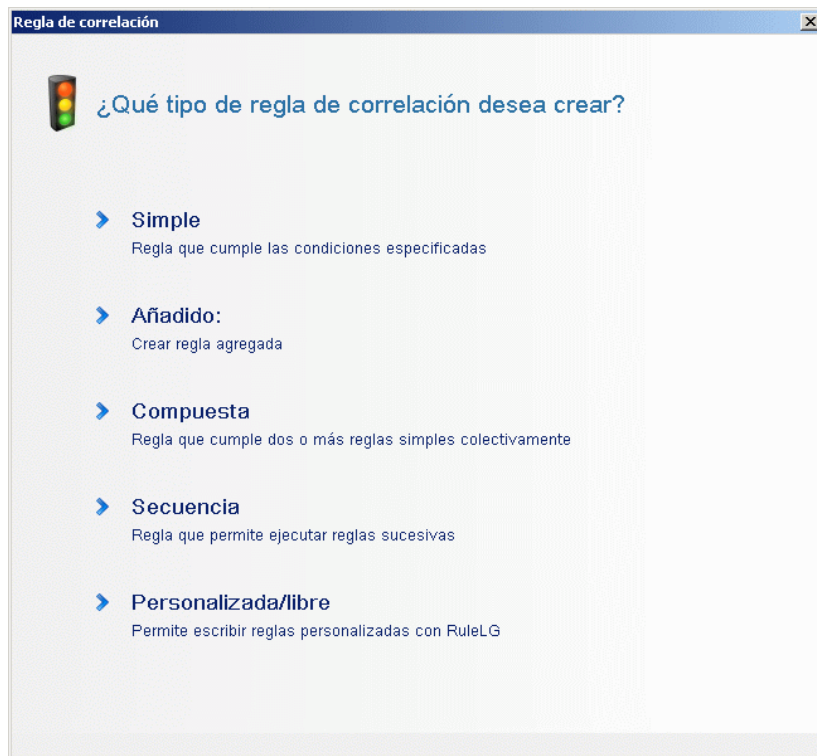 Regla de correlación
¿Qué tipo de regla de correlación desea crear?
Simple
Regla que cumple las condiciones especificadas
Añadido:
Crear regla agregada
Compuesta
Regla que cumple dos o más reglas simples colectivamente
Secuencia
Regla que permite ejecutar reglas sucesivas
Personalizada/libre
Permite escribir reglas personalizadas con RuleLG